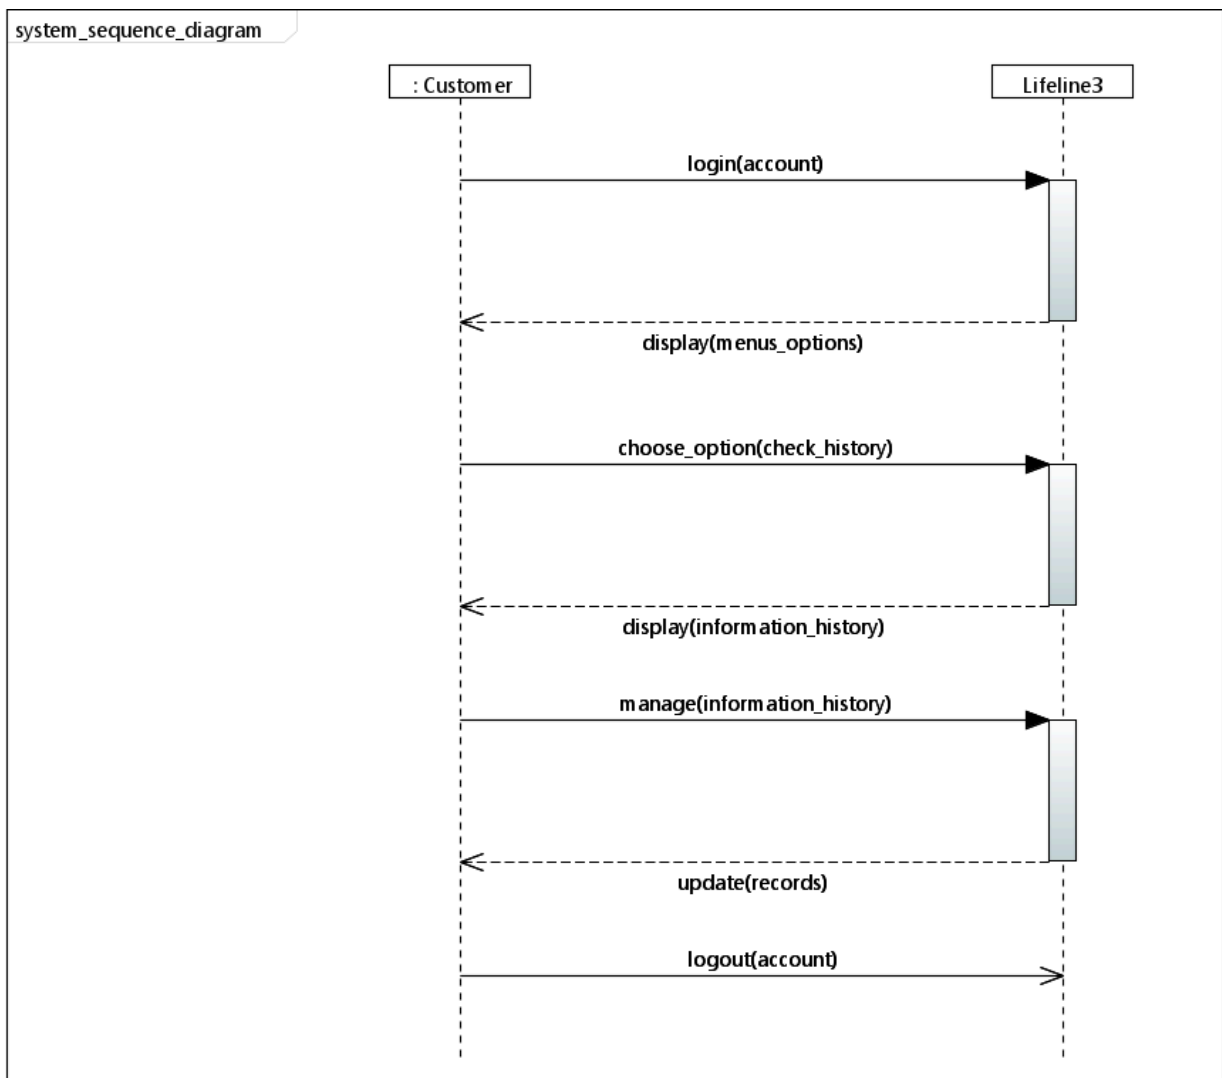 system_sequence_diagram
: Customer
Lifeline3
login(account)
display(menus_options)
choose_option(check_history)
display(information_history)
manage(information_history)
update(records)
logout(account)